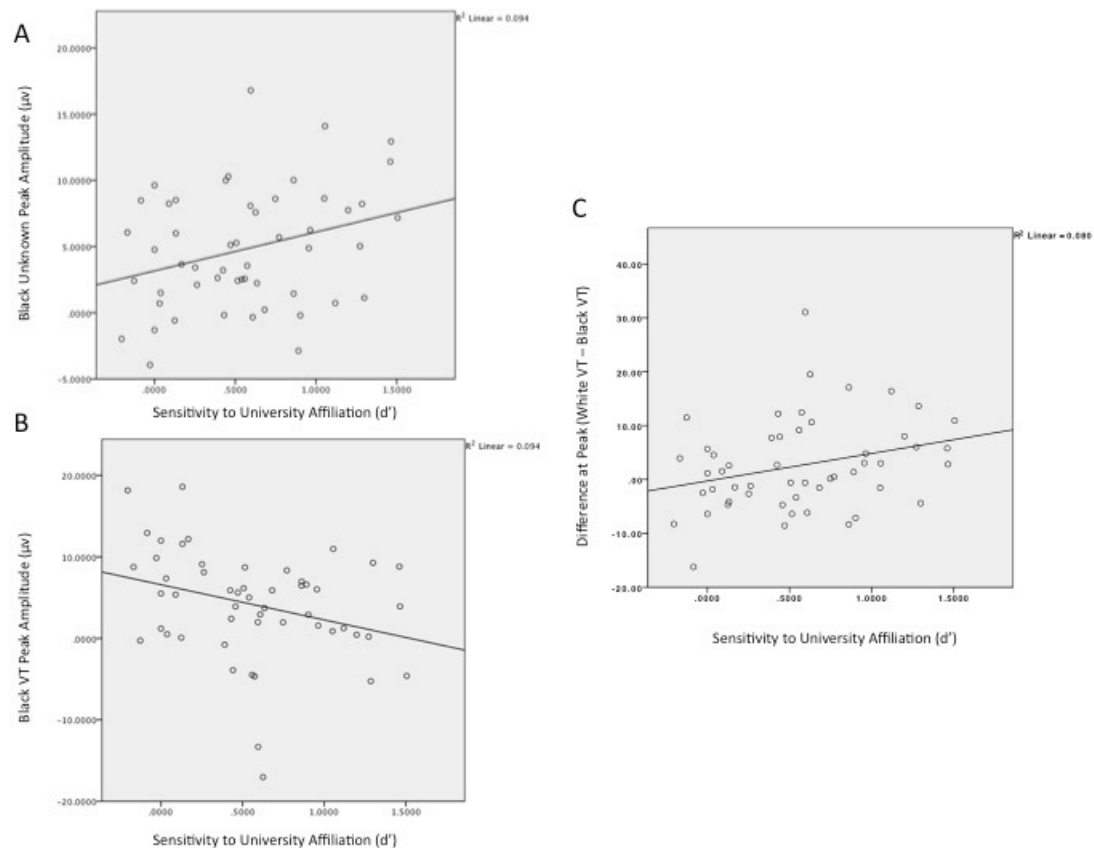 A
R² Linear = 0.094
Black Unknown Peak Amplitude (μv)
20.0000
15.0000
10.0000
5.0000
.0000
-5.0000
.0000 .5000 1.0000 1.5000
Sensitivity to University Affiliation (d')
B
R² Linear = 0.094
Black VT Peak Amplitude (μv)
20.0000
10.0000
.0000
-10.0000
-20.0000
.0000 .5000 1.0000 1.5000
Sensitivity to University Affiliation (d')
C
R² Linear = 0.080
Difference at Peak (White VT – Black VT)
40.00
30.00
20.00
10.00
.00
-10.00
-20.00
.0000 .5000 1.0000 1.5000
Sensitivity to University Affiliation (d')